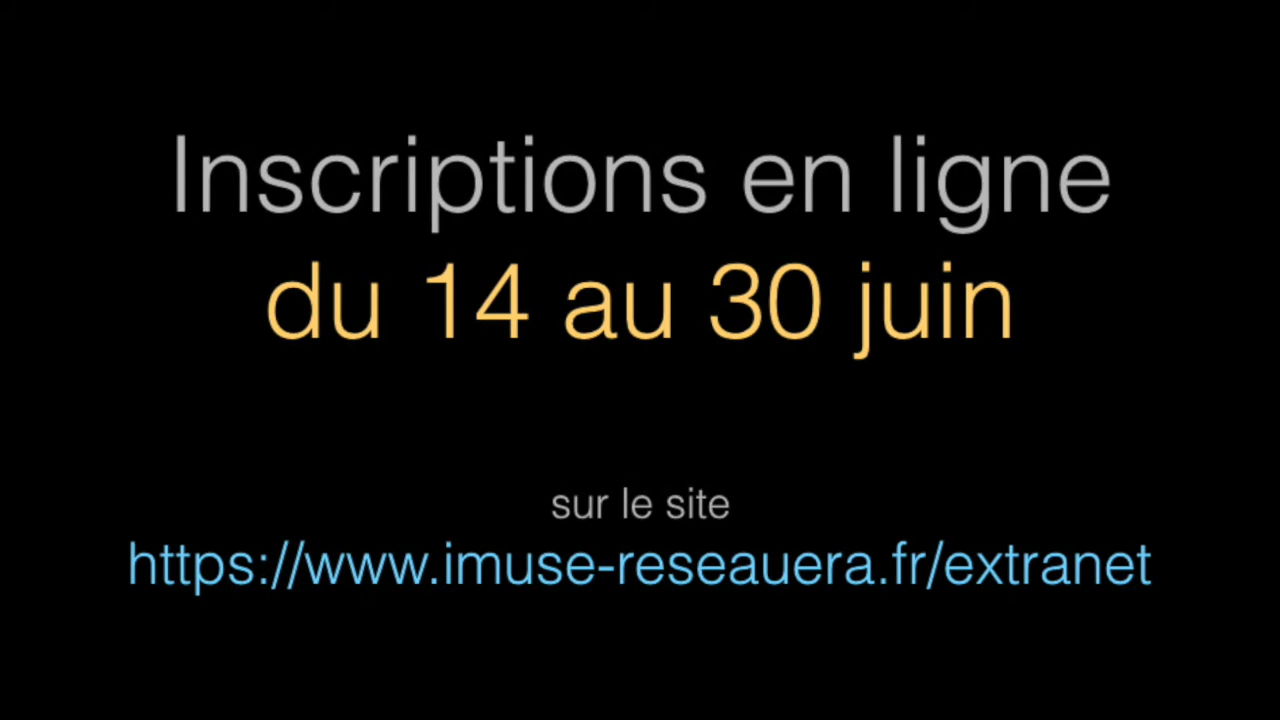 Inscriptions en ligne
du 14 au 30 juin
sur le site
https://www.imuse-reseauera.fr/extranet